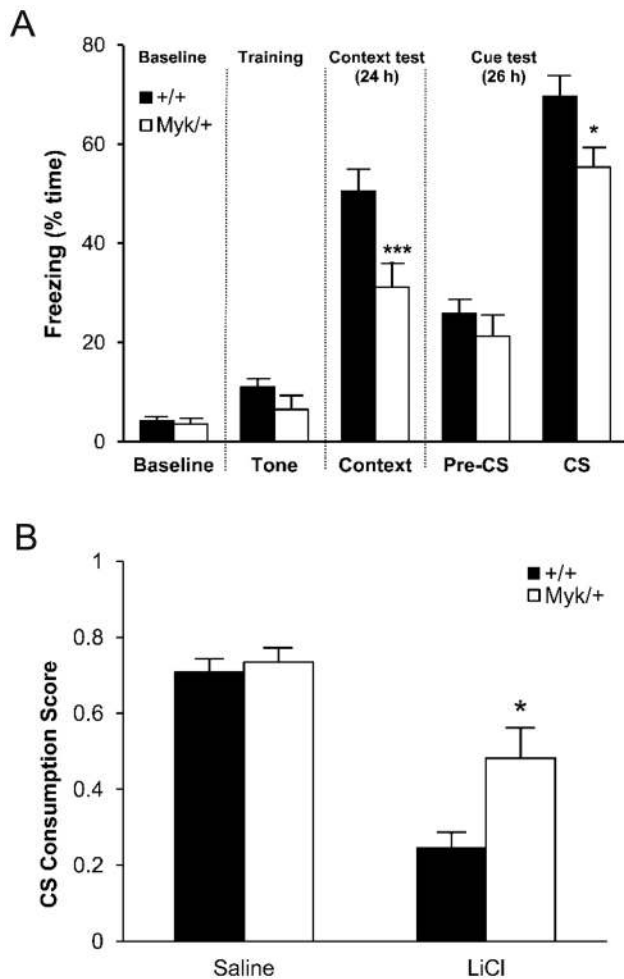 A
80
60
40
20
0
Freezing (% time)
Baseline
Training
Context test
(24 h)
Cue test
(26 h)
+/+
Myk/+
***
*
Baseline
Tone
Context
Pre-CS
CS
B
1
0.8
0.6
0.4
0.2
0
CS Consumption Score
+/+
Myk/+
*
Saline
LiCl